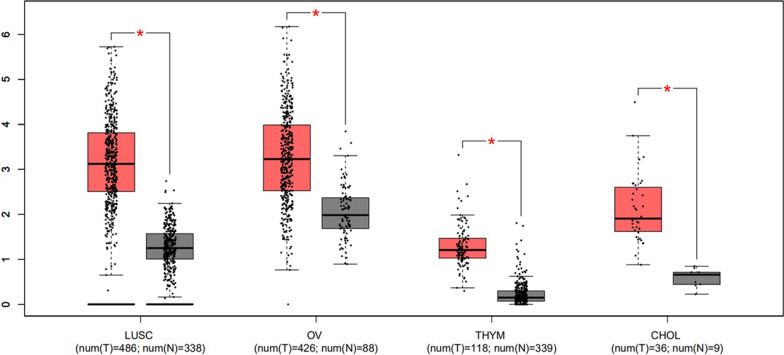 6
5
4
3
2
1
0
*
*
*
*
LUSC
(num(T)=486; num(N)=338)
OV
(num(T)=426; num(N)=88)
THYM
(num(T)=118; num(N)=339)
CHOL
(num(T)=36; num(N)=9)